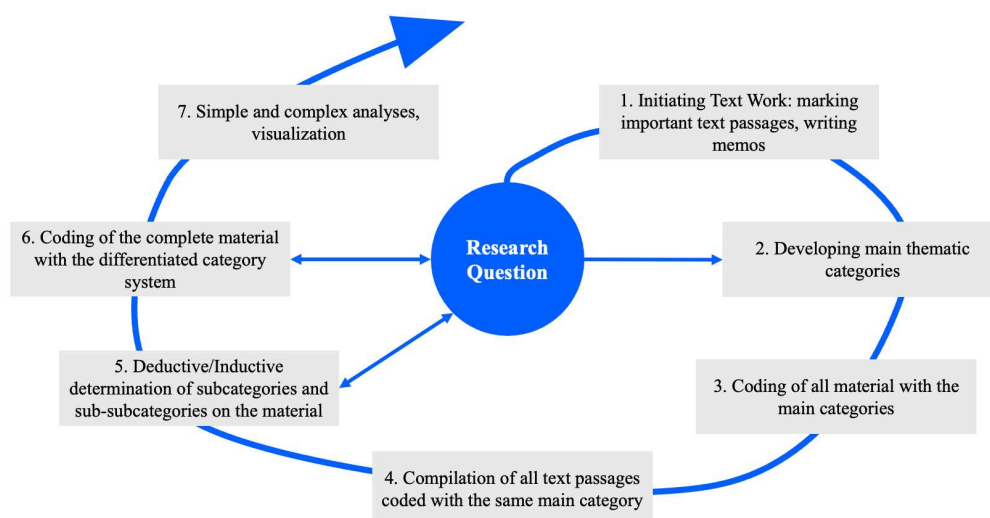 Research
Question
1. Initiating Text Work: marking
important text passages, writing
memos
2. Developing main thematic
categories
3. Coding of all material with the
main categories
4. Compilation of all text passages
coded with the same main category
5. Deductive/Inductive
determination of subcategories and
sub-subcategories on the material
6. Coding of the complete material
with the differentiated category
system
7. Simple and complex analyses,
visualization